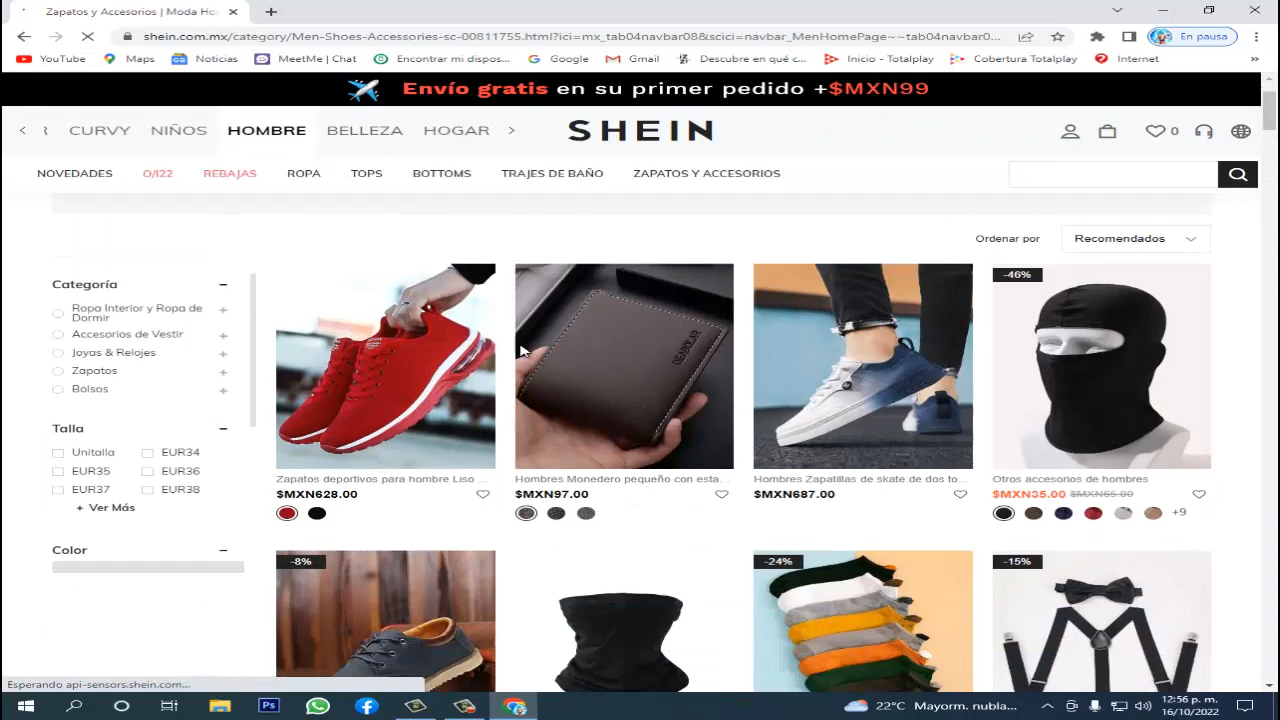 Zapatos y Accesorios | Moda Ho
shein.com.mx/category/Men-Shoes-Accessories-sc-00811755.html?ici=mx_tab04navbar08&scici=navbar_MenHomePage~~tab04navbar0...
En pausa
YouTube Maps Noticias MeetMe | Chat Encontrar mi dispos... Google Gmail Descubre en qué c... Inicio - Totalplay Cobertura Totalplay Internet »
Envío gratis en su primer pedido +$MXN99
CURVY NIÑOS HOMBRE BELLEZA HOGAR SHEIN 0
NOVEDADES O/I22 REBAJAS ROPA TOPS BOTTOMS TRAJES DE BAÑO ZAPATOS Y ACCESORIOS
Ordenar por Recomendados
Categoría
Ropa Interior y Ropa de
Dormir
Accesorios de Vestir
Joyas & Relojes
Zapatos
Bolsos
Talla
Unitalla EUR34
EUR35 EUR36
EUR37 EUR38
+ Ver Más
Color
DEABOLAR
-46%
Zapatos deportivos para hombre Liso ... Hombres Monedero pequeño con esta... Hombres Zapatillas de skate de dos to... Otros accesorios de hombres
$MXN628.00 $MXN97.00 $MXN687.00 $MXN35.00 $MXN65.00
+9
-8% -24% -15%
Esperando api-sensors.shein.com...
Ps 22°C Mayorm. nubla... 12:56 p. m.
16/10/2022